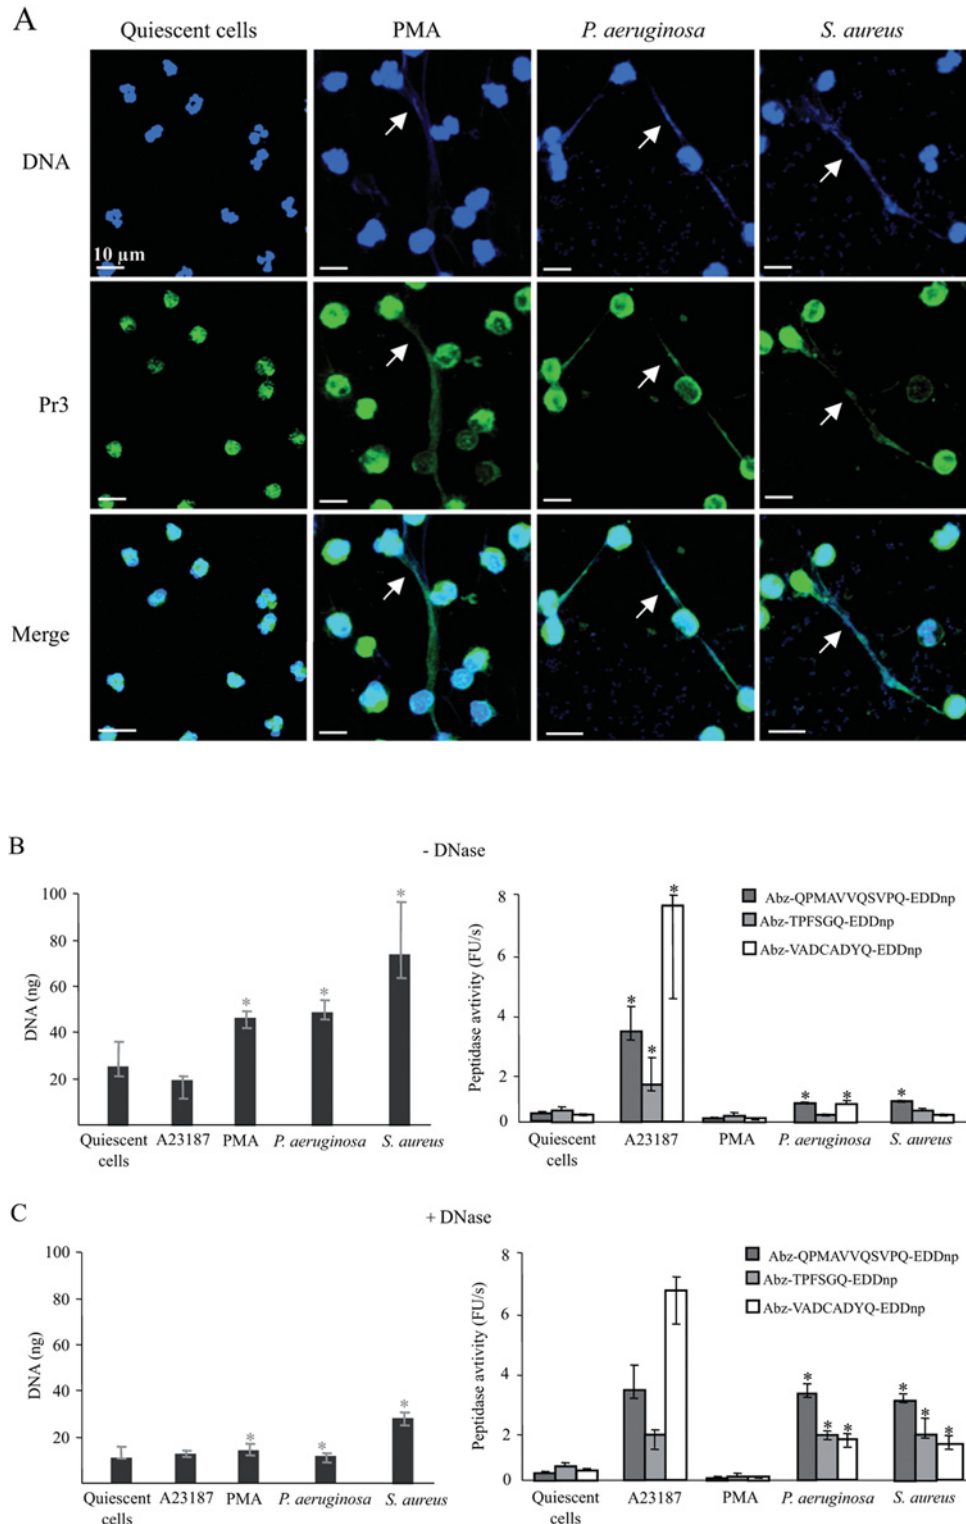 A
Quiescent cells PMA P. aeruginosa S. aureus
DNA
10 µm
Pr3
Merge
B
- DNase
DNA (ng)
100
80
60
40
20
* * *
Quiescent cells A23187 PMA P. aeruginosa S. aureus
Peptidase avtivity (FU/s)
8
6
4
2
0
* * * * * *
Abz-QPMAVVQSVPQ-EDDnp
Abz-TPFSGQ-EDDnp
Abz-VADCADYQ-EDDnp
Quiescent cells A23187 PMA P. aeruginosa S. aureus
C
+ DNase
DNA (ng)
100
80
60
40
20
* * *
Quiescent cells A23187 PMA P. aeruginosa S. aureus
Peptidase avtivity (FU/s)
8
6
4
2
0
* * * * * *
Abz-QPMAVVQSVPQ-EDDnp
Abz-TPFSGQ-EDDnp
Abz-VADCADYQ-EDDnp
Quiescent cells A23187 PMA P. aeruginosa S. aureus